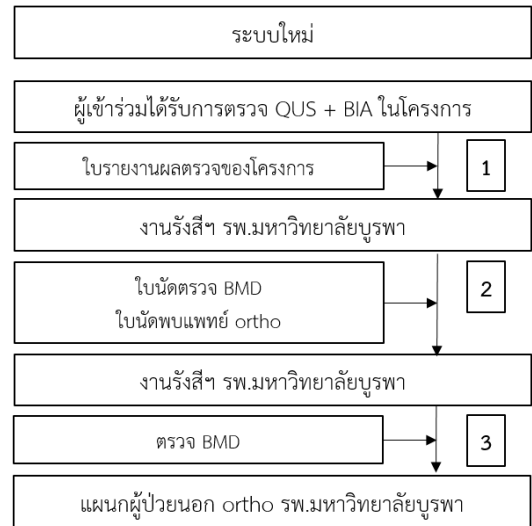 ระบบใหม่
ผู้เข้าร่วมได้รับการตรวจ QUS + BIA ในโครงการ
ใบรายงานผลตรวจของโครงการ
1
งานรังสีฯ รพ.มหาวิทยาลัยบูรพา
ใบนัดตรวจ BMD
ใบนัดพบแพทย์ ortho
2
งานรังสีฯ รพ.มหาวิทยาลัยบูรพา
ตรวจ BMD
3
แผนกผู้ป่วยนอก ortho รพ.มหาวิทยาลัยบูรพา